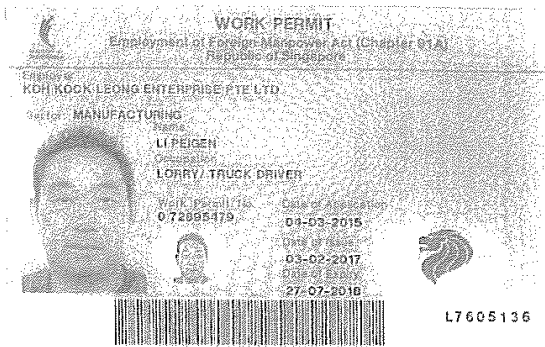 WORK PERMIT
Employment of Foreign Manpower Act (Chapter 91A)
Republic of Singapore
Employer
KOH KOCK LEONG ENTERPRISE PTE LTD
Sector MANUFACTURING
Name
LI PEIGEN
Occupation
LORRY/ TRUCK DRIVER
Work Permit No. Date of Application
0 72895479 04-03-2015
Date of Issue
03-02-2017
Date of Expiry
27-07-2018
L7605136